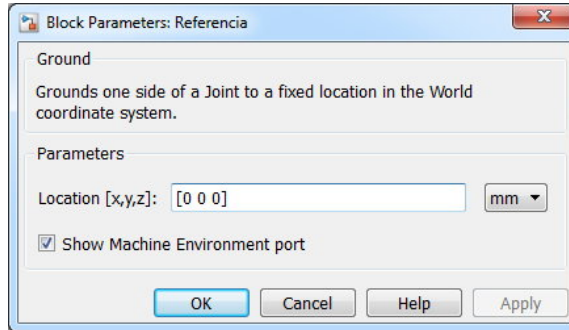 Block Parameters: Referencia
Ground
Grounds one side of a Joint to a fixed location in the World
coordinate system.
Parameters
Location [x,y,z]: [0 0 0] mm
Show Machine Environment port
OK Cancel Help Apply